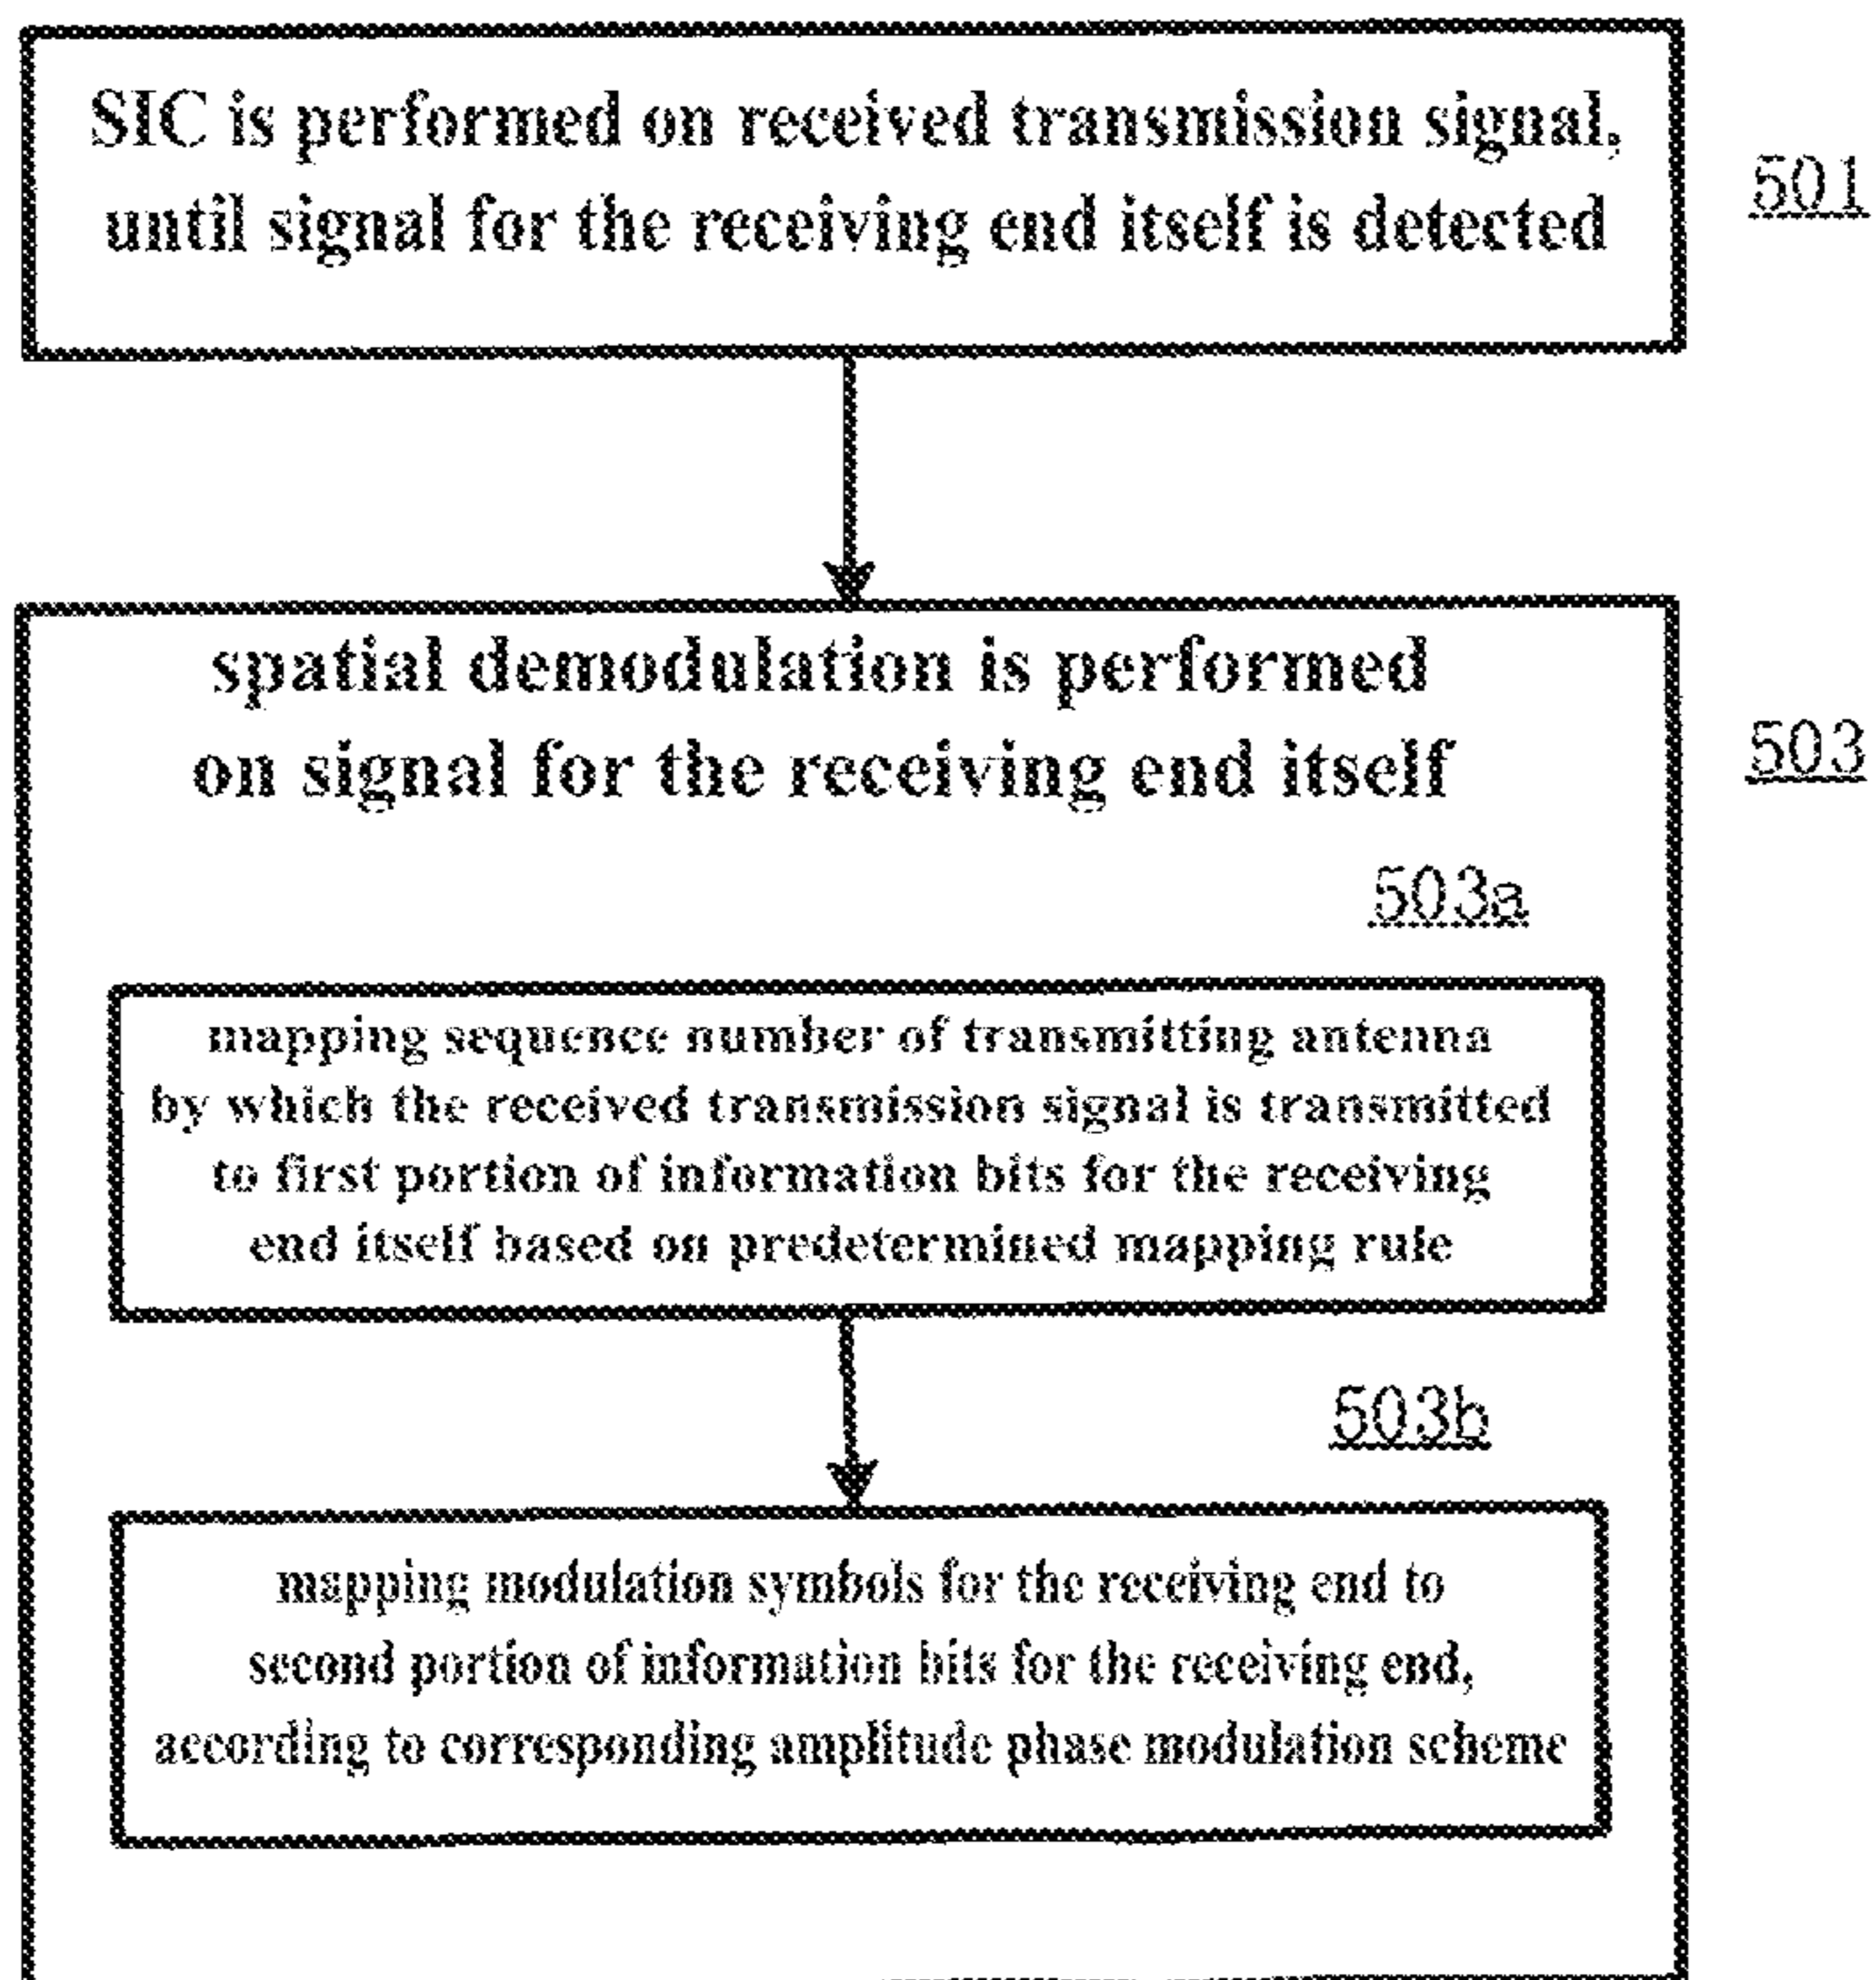 SIC is performed on received transmission signal,
until signal for the receiving end itself is detected
501
spatial demodulation is performed
on signal for the receiving end itself
503
503a
mapping sequence number of transmitting antenna
by which the received transmission signal is transmitted
to first portion of information bits for the receiving
end itself based on predetermined mapping rule
503b
mapping modulation symbols for the receiving end to
second portion of information bits for the receiving end,
according to corresponding amplitude phase modulation scheme